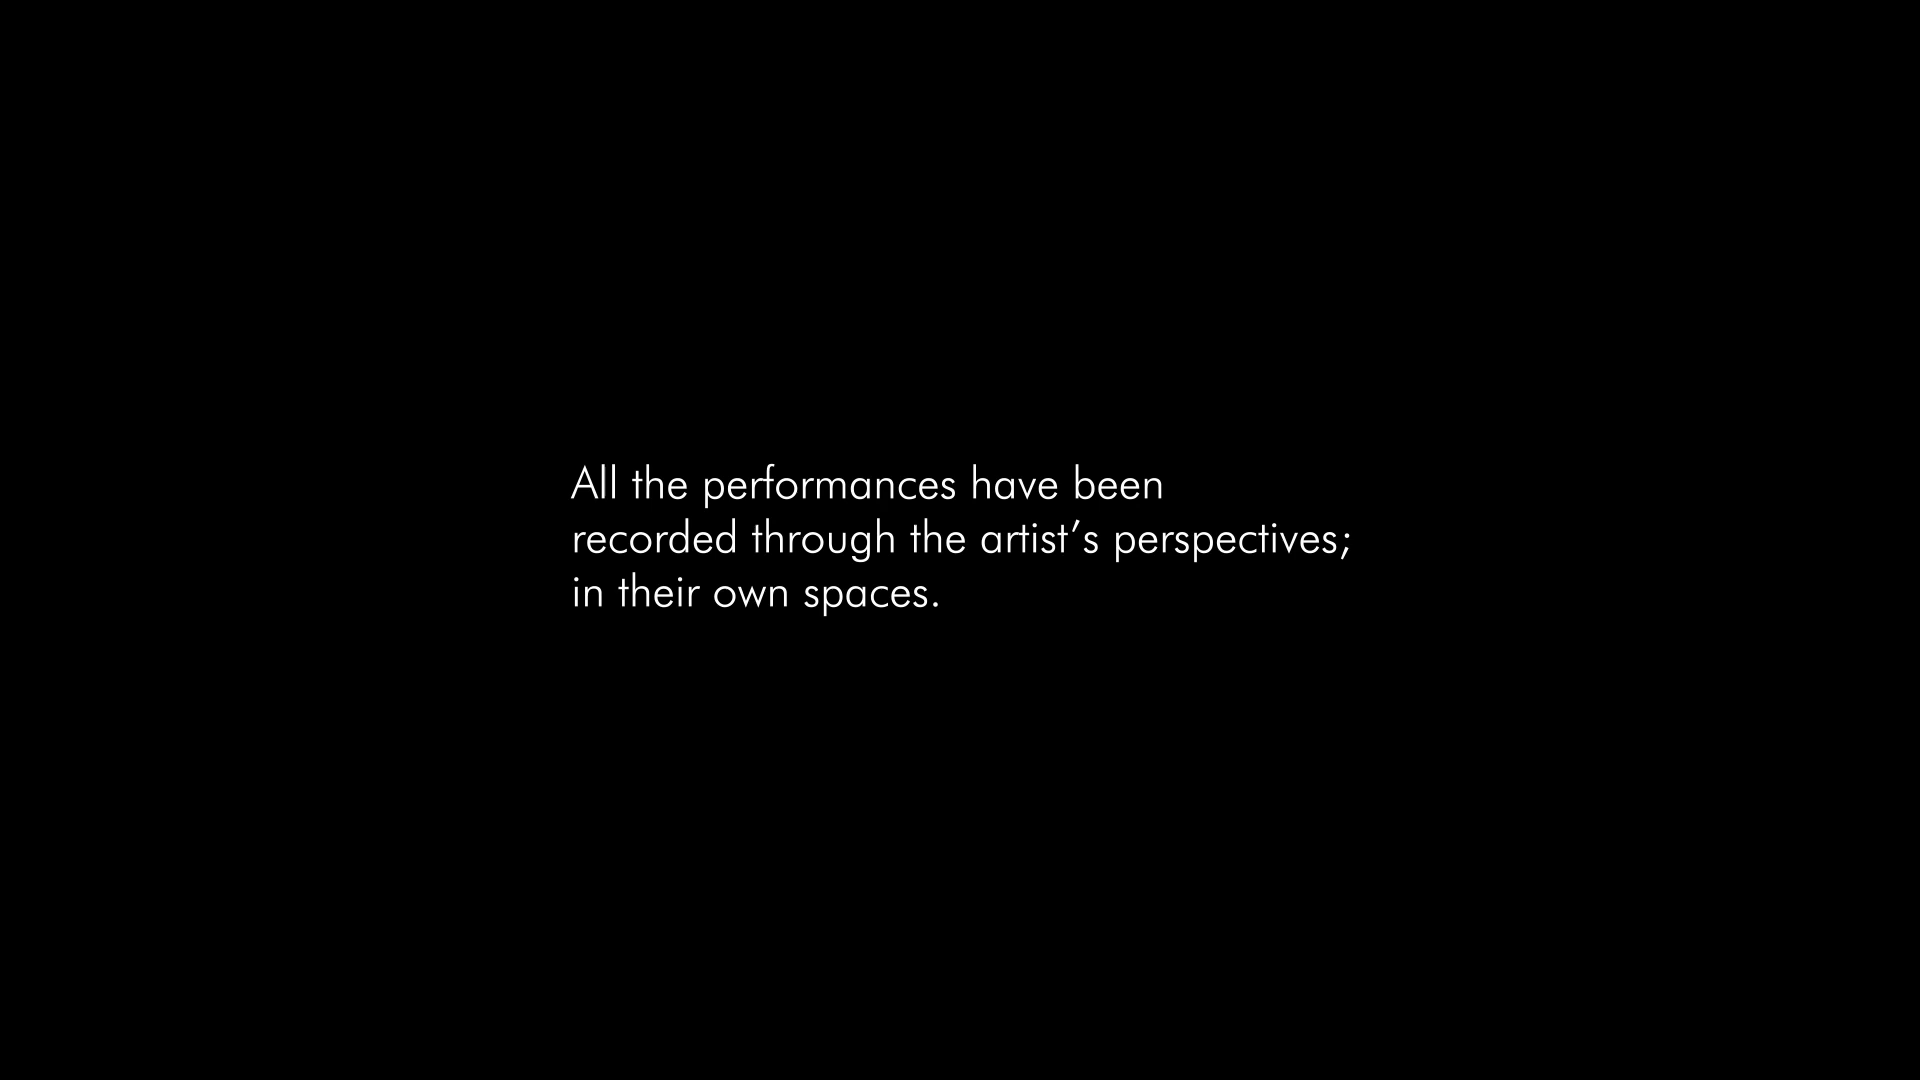 All the performances have been
recorded through the artist’s perspectives;
in their own spaces.